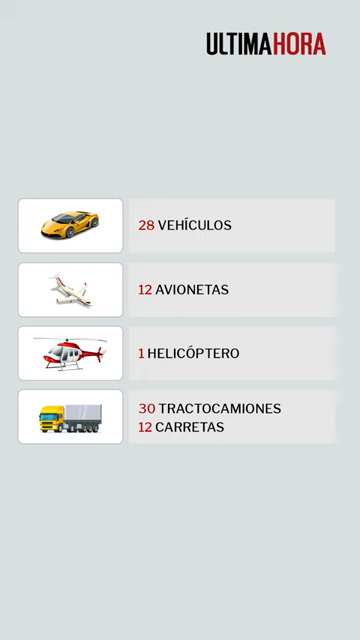 ULTIMAHORA
28 VEHÍCULOS
12 AVIONETAS
1 HELICÓPTERO
30 TRACTOCAMIONES
12 CARRETAS